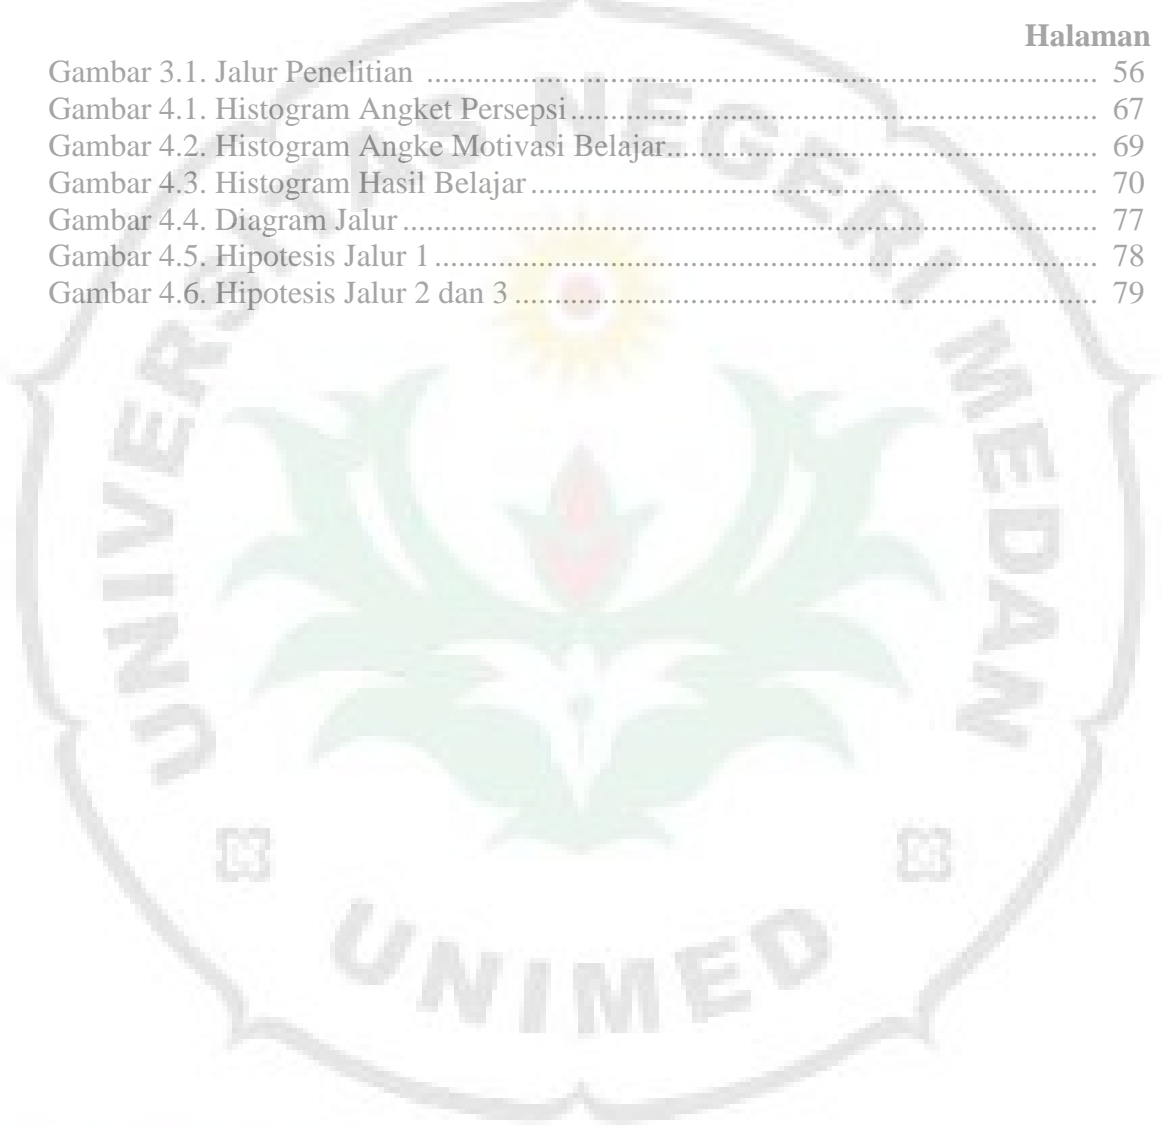 Halaman
Gambar 3.1. Jalur Penelitian ........ 56
Gambar 4.1. Histogram Angket Persepsi ........ 67
Gambar 4.2. Histogram Angke Motivasi Belajar ........ 69
Gambar 4.3. Histogram Hasil Belajar ........ 70
Gambar 4.4. Diagram Jalur ........ 77
Gambar 4.5. Hipotesis Jalur 1 ........ 78
Gambar 4.6. Hipotesis Jalur 2 dan 3 ........ 79
UNIVERSITAS NEGERI MEDAN
UNIMED